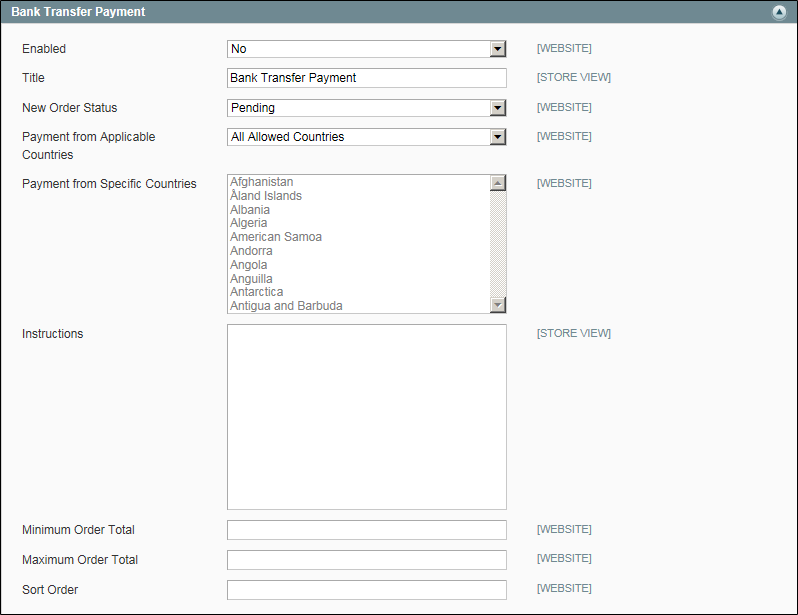 Bank Transfer Payment
Enabled No [WEBSITE]
Title Bank Transfer Payment [STORE VIEW]
New Order Status Pending [WEBSITE]
Payment from Applicable All Allowed Countries [WEBSITE]
Countries
Payment from Specific Countries Afghanistan [WEBSITE]
Åland Islands
Albania
Algeria
American Samoa
Andorra
Angola
Anguilla
Antarctica
Antigua and Barbuda
Instructions [STORE VIEW]
Minimum Order Total [WEBSITE]
Maximum Order Total [WEBSITE]
Sort Order [WEBSITE]